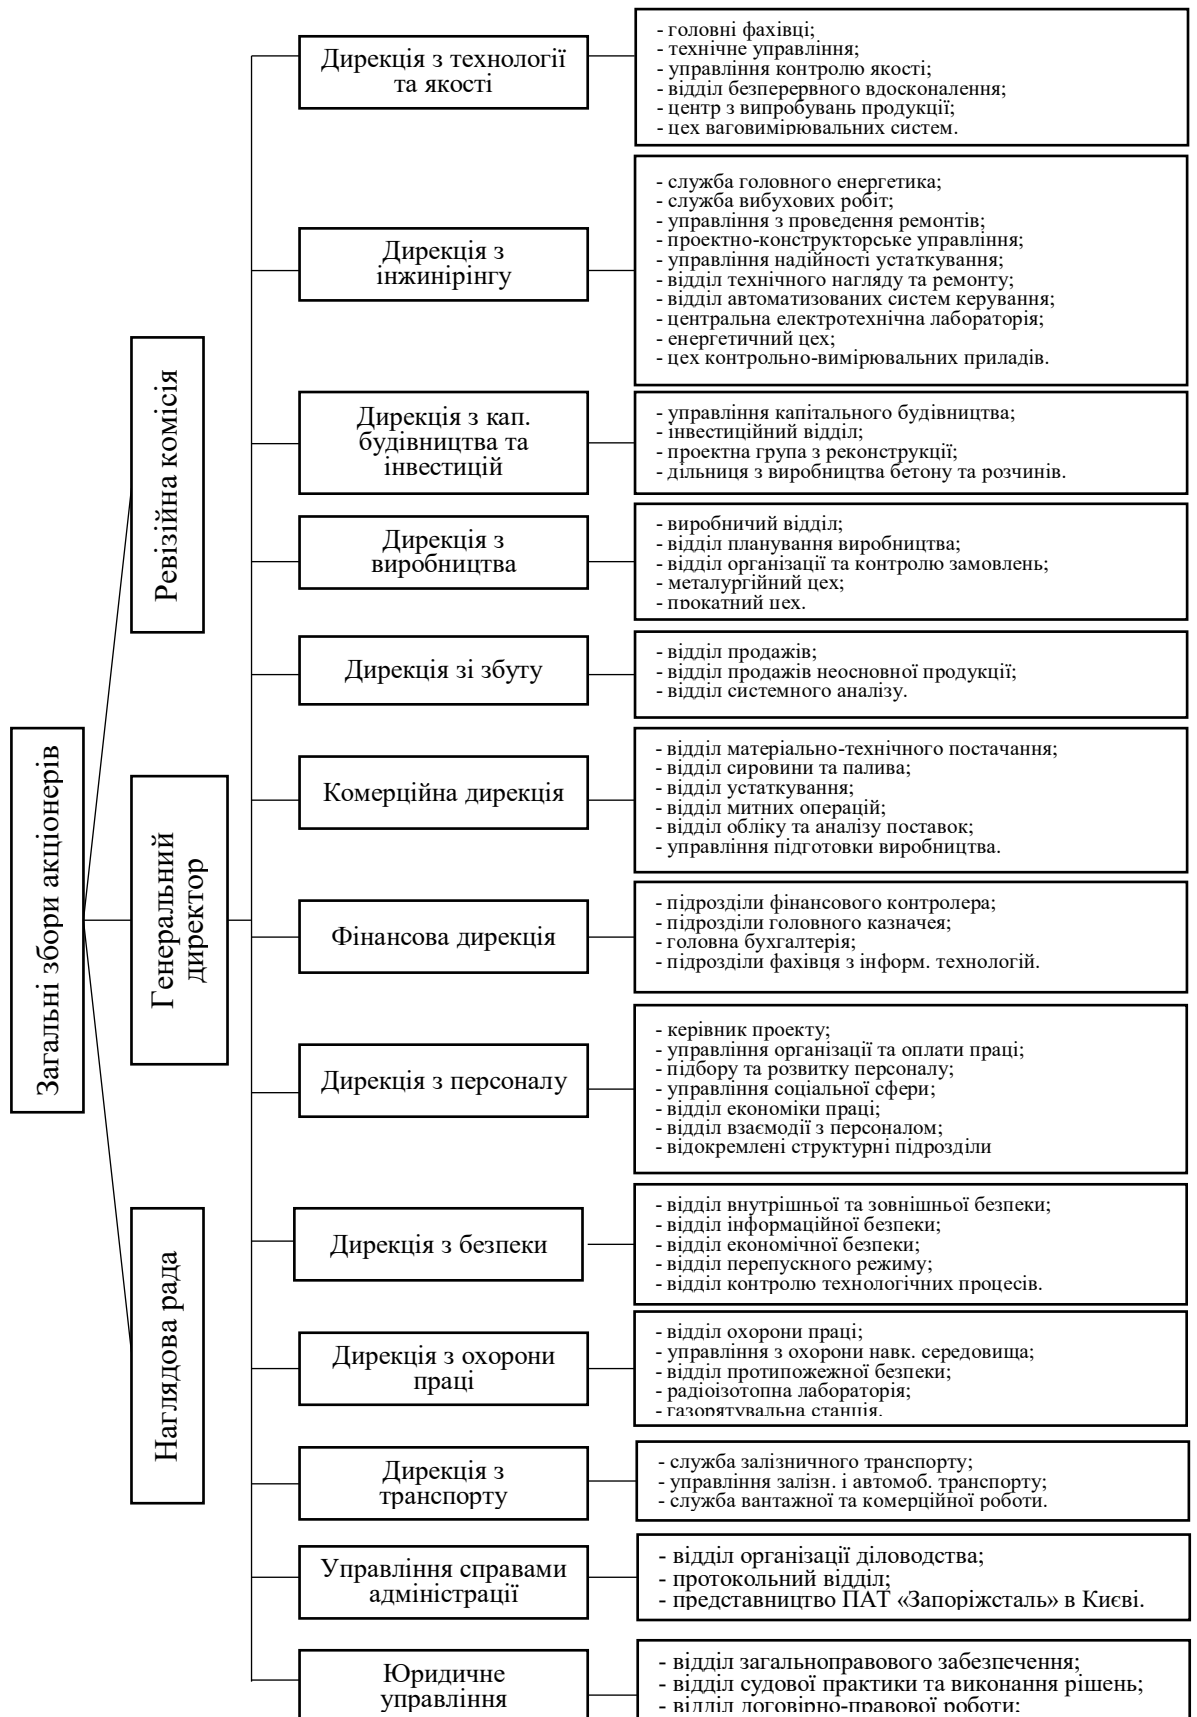 Загальні збори акціонерів
Ревізійна комісія
Генеральний
директор
Наглядова рада
Дирекція з технології
та якості
- головні фахівці;
- технічне управління;
- управління контролю якості;
- відділ безперервного вдосконалення;
- центр з випробувань продукції;
- цех ваговимірювальних систем.
Дирекція з
інжинірингу
- служба головного енергетика;
- служба вибухових робіт;
- управління з проведення ремонтів;
- проектно-конструкторське управління;
- управління надійності устаткування;
- відділ технічного нагляду та ремонту;
- відділ автоматизованих систем керування;
- центральна електротехнічна лабораторія;
- енергетичний цех;
- цех контрольно-вимірювальних приладів.
Дирекція з кап.
будівництва та
інвестицій
- управління капітального будівництва;
- інвестиційний відділ;
- проектна група з реконструкції;
- дільниця з виробництва бетону та розчинів.
Дирекція з
виробництва
- виробничий відділ;
- відділ планування виробництва;
- відділ організації та контролю замовлень;
- металургійний цех;
- прокатний цех.
Дирекція зі збуту
- відділ продажів;
- відділ продажів неосновної продукції;
- відділ системного аналізу.
Комерційна дирекція
- відділ матеріально-технічного постачання;
- відділ сировини та палива;
- відділ устаткування;
- відділ митних операцій;
- відділ обліку та аналізу поставок;
- управління підготовки виробництва.
Фінансова дирекція
- підрозділи фінансового контролера;
- підрозділи головного казначея;
- головна бухгалтерія;
- підрозділи фахівця з інформ. технологій.
Дирекція з персоналу
- керівник проекту;
- управління організації та оплати праці;
- підбору та розвитку персоналу;
- управління соціальної сфери;
- відділ економіки праці;
- відділ взаємодії з персоналом;
- відокремлені структурні підрозділи
Дирекція з безпеки
- відділ внутрішньої та зовнішньої безпеки;
- відділ інформаційної безпеки;
- відділ економічної безпеки;
- відділ перепускного режиму;
- відділ контролю технологічних процесів.
Дирекція з охорони
праці
- відділ охорони праці;
- управління з охорони навк. середовища;
- відділ протипожежної безпеки;
- радіоізотопна лабораторія;
- газорятувальна станція.
Дирекція з
транспорту
- служба залізничного транспорту;
- управління залізн. і автомоб. транспорту;
- служба вантажної та комерційної роботи.
Управління справами
адміністрації
- відділ організації діловодства;
- протокольний відділ;
- представництво ПАТ «Запоріжсталь» в Києві.
Юридичне
управління
- відділ загальноправового забезпечення;
- відділ судової практики та виконання рішень;
- відділ договірно-правової роботи;